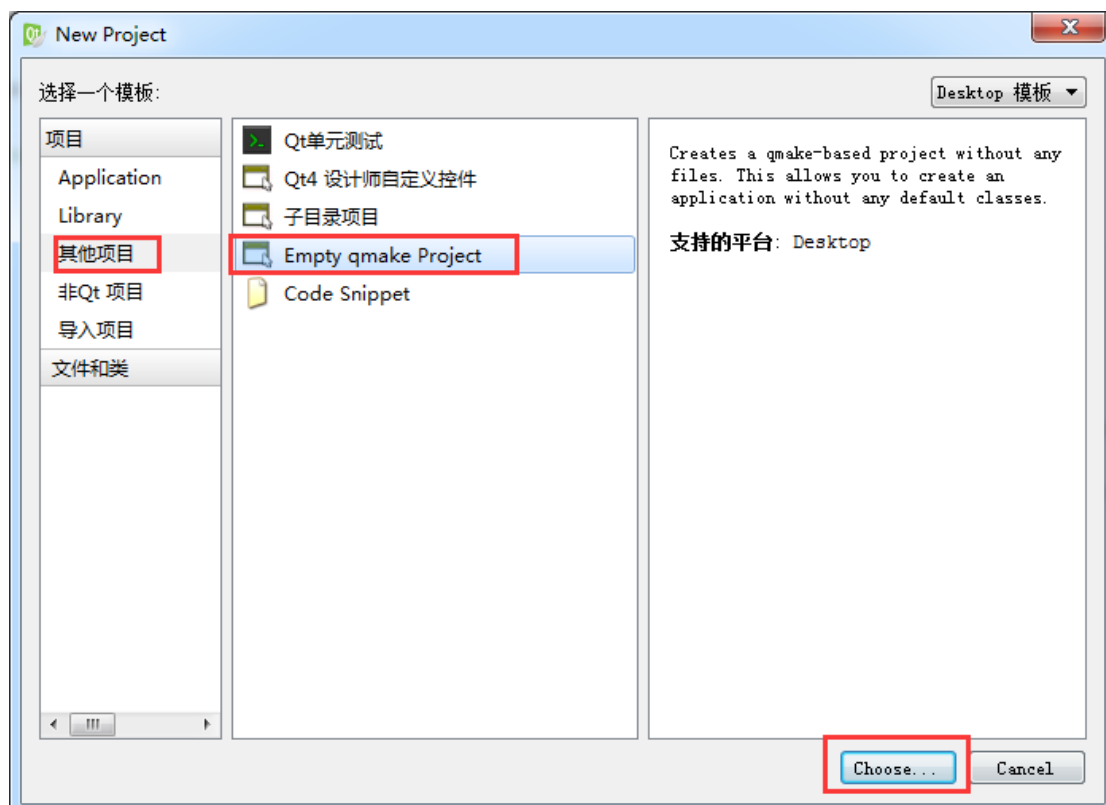 New Project
选择一个模板:
Desktop 模板
项目
Application
Library
其他项目
非Qt 项目
导入项目
文件和类
Qt单元测试
Qt4 设计师自定义控件
子目录项目
Empty qmake Project
Code Snippet
Creates a qmake-based project without any
files. This allows you to create an
application without any default classes.
支持的平台: Desktop
Choose...
Cancel